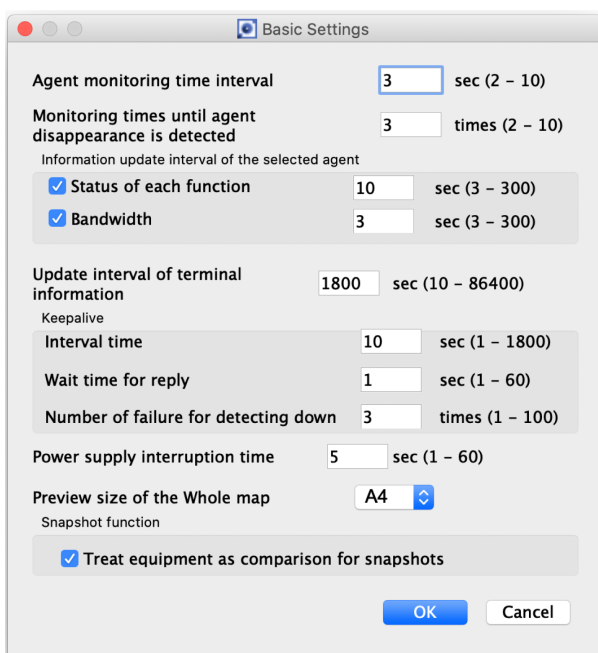 Basic Settings
Agent monitoring time interval 3 sec (2 – 10)
Monitoring times until agent
disappearance is detected 3 times (2 – 10)
Information update interval of the selected agent
Status of each function 10 sec (3 – 300)
Bandwidth 3 sec (3 – 300)
Update interval of terminal
information 1800 sec (10 – 86400)
Keepalive
Interval time 10 sec (1 – 1800)
Wait time for reply 1 sec (1 – 60)
Number of failure for detecting down 3 times (1 – 100)
Power supply interruption time 5 sec (1 – 60)
Preview size of the Whole map A4
Snapshot function
Treat equipment as comparison for snapshots
OK Cancel